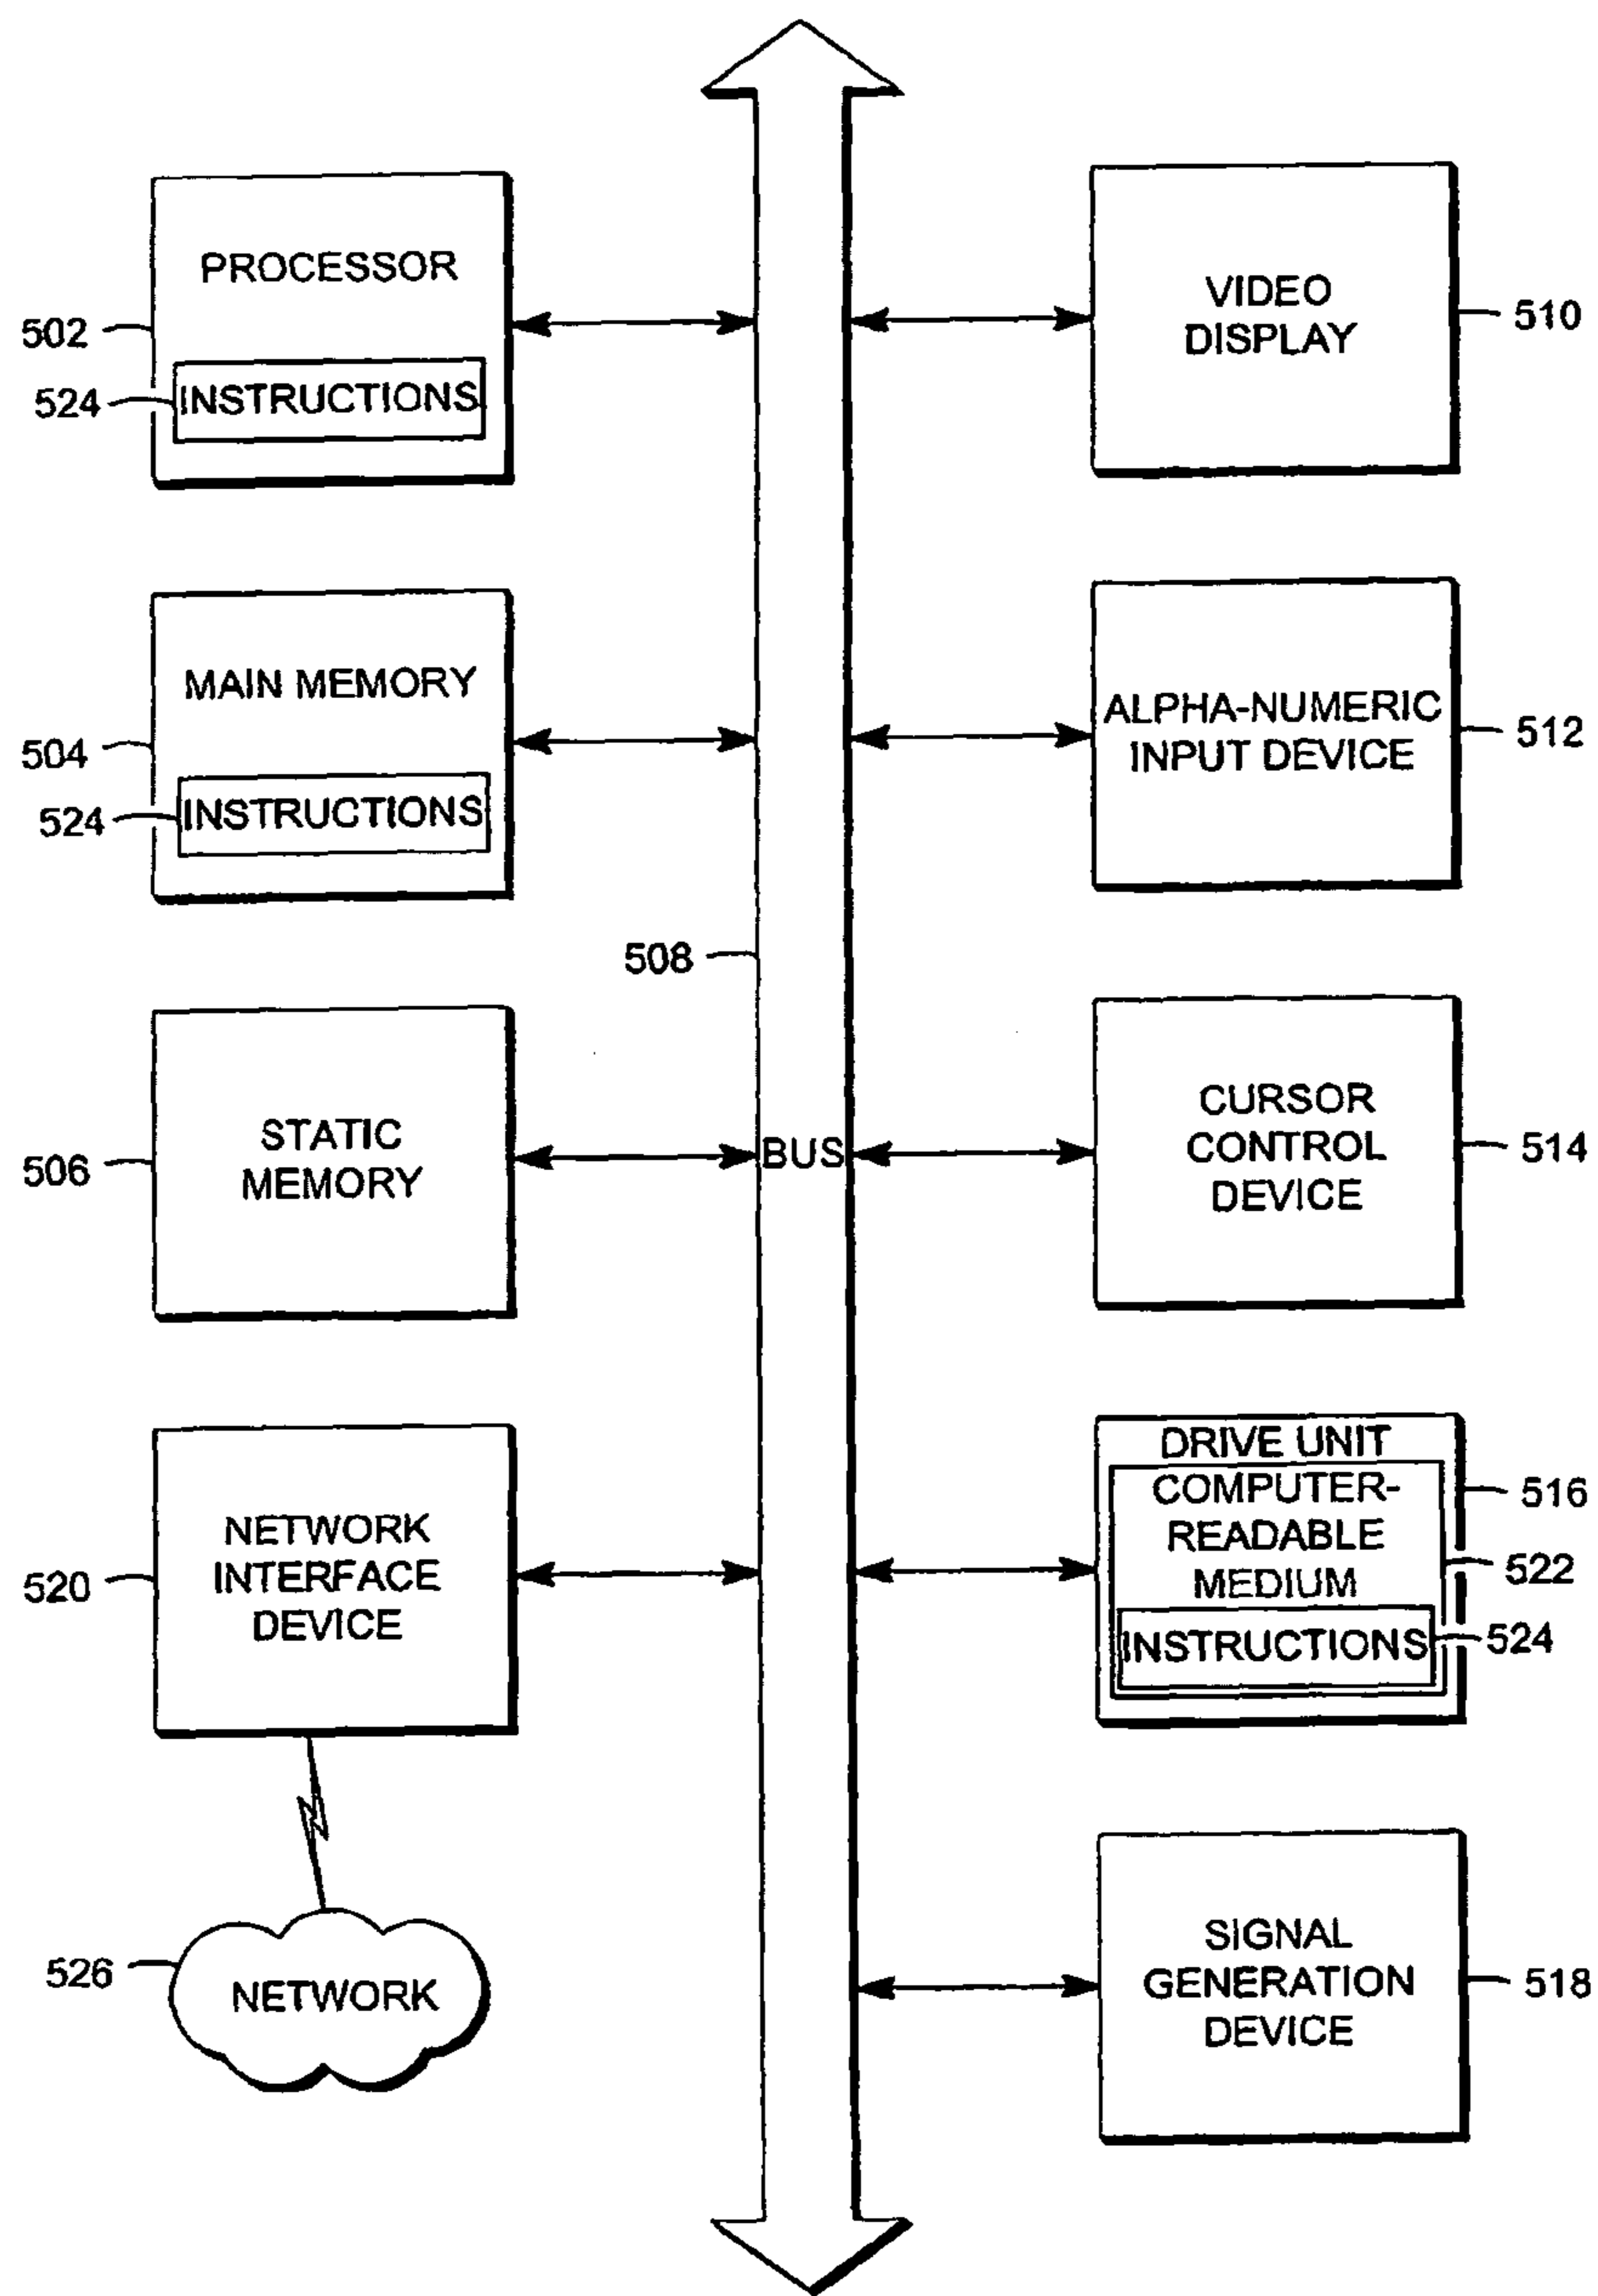 PROCESSOR
502
524
INSTRUCTIONS
MAIN MEMORY
504
524
INSTRUCTIONS
508
STATIC
MEMORY
506
NETWORK
INTERFACE
DEVICE
520
526
NETWORK
BUS
VIDEO
DISPLAY
510
ALPHA-NUMERIC
INPUT DEVICE
512
CURSOR
CONTROL
DEVICE
514
DRIVE UNIT
COMPUTER-
READABLE
MEDIUM
516
522
INSTRUCTIONS
524
SIGNAL
GENERATION
DEVICE
518